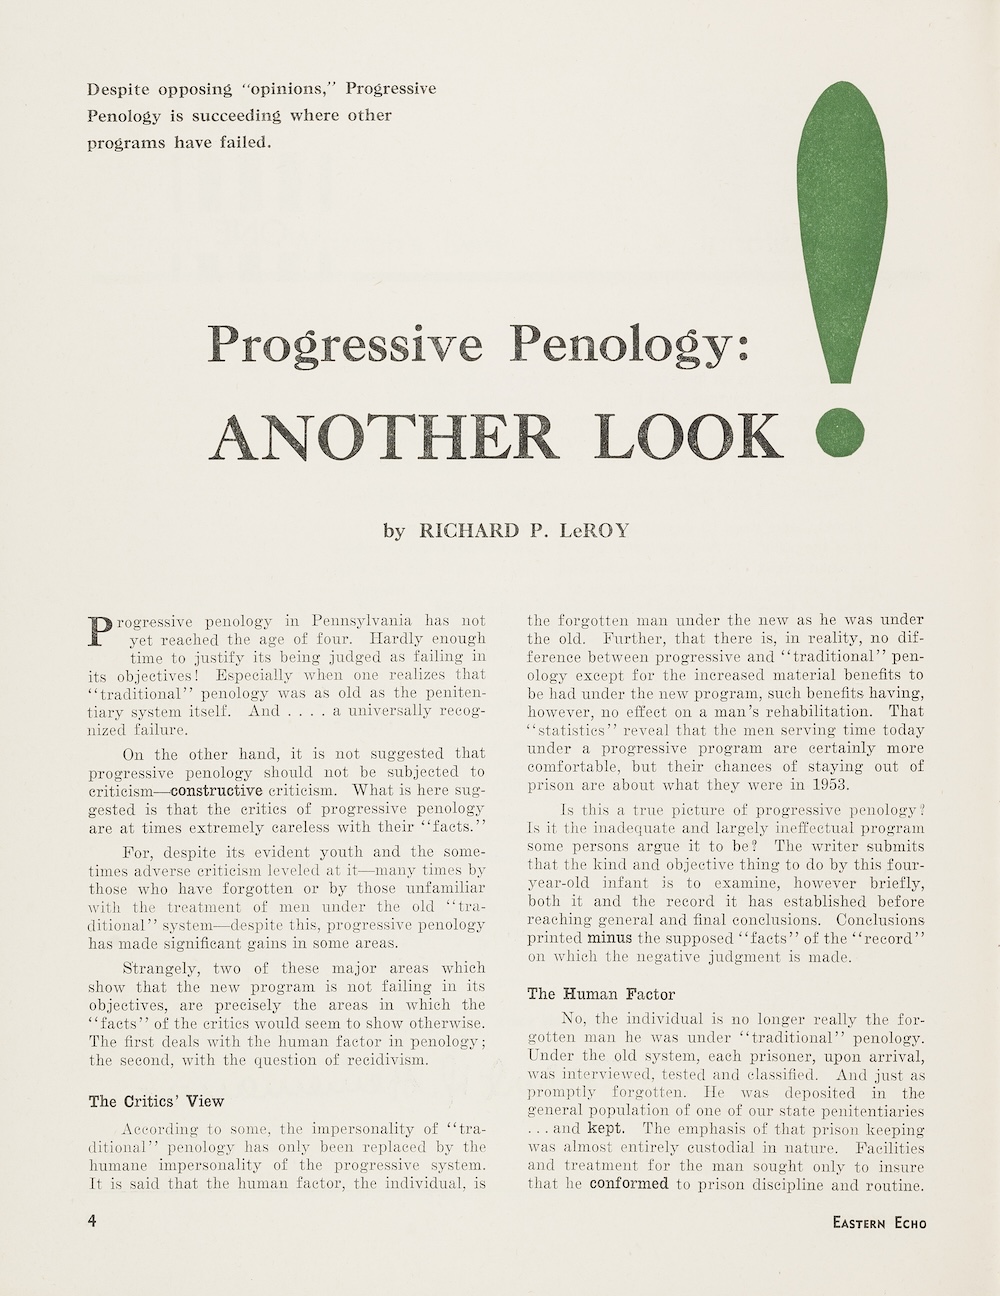 Despite opposing "opinions," Progressive
Penology is succeeding where other
programs have failed.
Progressive Penology:
ANOTHER LOOK!
by RICHARD P. LeROY
Progressive penology in Pennsylvania has not
yet reached the age of four. Hardly enough
time to justify its being judged as failing in
its objectives! Especially when one realizes that
"traditional" penology was as old as the peniten-
tiary system itself. And . . . . a universally recog-
nized failure.
On the other hand, it is not suggested that
progressive penology should not be subjected to
criticism—constructive criticism. What is here sug-
gested is that the critics of progressive penology
are at times extremely careless with their "facts."
For, despite its evident youth and the some-
times adverse criticism leveled at it—many times by
those who have forgotten or by those unfamiliar
with the treatment of men under the old "tra-
ditional" system—despite this, progressive penology
has made significant gains in some areas.
Strangely, two of these major areas which
show that the new program is not failing in its
objectives, are precisely the areas in which the
"facts" of the critics would seem to show otherwise.
The first deals with the human factor in penology;
the second, with the question of recidivism.
The Critics' View
According to some, the impersonality of "tra-
ditional" penology has only been replaced by the
humane impersonality of the progressive system.
It is said that the human factor, the individual, is
the forgotten man under the new as he was under
the old. Further, that there is, in reality, no dif-
ference between progressive and "traditional" pen-
ology except for the increased material benefits to
be had under the new program, such benefits having,
however, no effect on a man's rehabilitation. That
"statistics" reveal that the men serving time today
under a progressive program are certainly more
comfortable, but their chances of staying out of
prison are about what they were in 1953.
Is this a true picture of progressive penology?
Is it the inadequate and largely ineffectual program
some persons argue it to be? The writer submits
that the kind and objective thing to do by this four-
year-old infant is to examine, however briefly,
both it and the record it has established before
reaching general and final conclusions. Conclusions
printed minus the supposed "facts" of the "record"
on which the negative judgment is made.
The Human Factor
No, the individual is no longer really the for-
gotten man he was under "traditional" penology.
Under the old system, each prisoner, upon arrival,
was interviewed, tested and classified. And just as
promptly forgotten. He was deposited in the
general population of one of our state penitentiaries
. . . and kept. The emphasis of that prison keeping
was almost entirely custodial in nature. Facilities
and treatment for the man sought only to insure
that he conformed to prison discipline and routine.
4
EASTERN ECHO